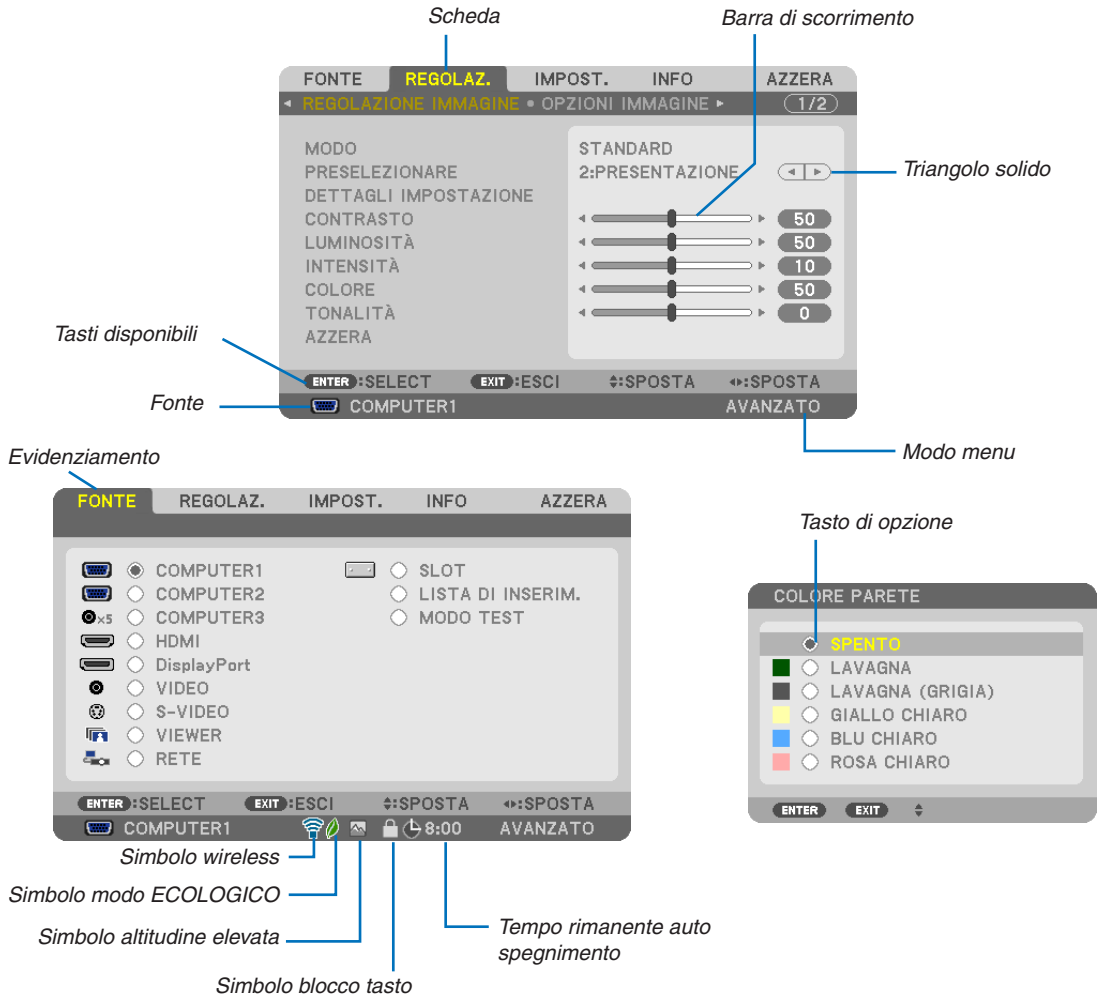 Scheda
Barra di scorrimento
FONTE REGOLAZ. IMPOST. INFO AZZERA
REGOLAZIONE IMMAGINE • OPZIONI IMMAGINE 1/2
MODO STANDARD
PRESELEZIONARE 2:PRESENTAZIONE
Triangolo solido
DETTAGLI IMPOSTAZIONE
CONTRASTO 50
LUMINOSITÀ 50
INTENSITÀ 10
COLORE 50
TONALITÀ 0
AZZERA
Tasti disponibili
ENTER :SELECT EXIT :ESCI :SPOSTA :SPOSTA
Fonte
COMPUTER1 AVANZATO
Modo menu
Evidenziamento
FONTE REGOLAZ. IMPOST. INFO AZZERA
COMPUTER1 SLOT
COMPUTER2 LISTA DI INSERIM.
×5 COMPUTER3 MODO TEST
HDMI
DisplayPort
VIDEO
S-VIDEO
VIEWER
RETE
ENTER :SELECT EXIT :ESCI :SPOSTA :SPOSTA
COMPUTER1 8:00 AVANZATO
Tasto di opzione
COLORE PARETE
SPENTO
LAVAGNA
LAVAGNA (GRIGIA)
GIALLO CHIARO
BLU CHIARO
ROSA CHIARO
ENTER EXIT
Simbolo wireless
Simbolo modo ECOLOGICO
Simbolo altitudine elevata
Tempo rimanente auto
spegnimento
Simbolo blocco tasto